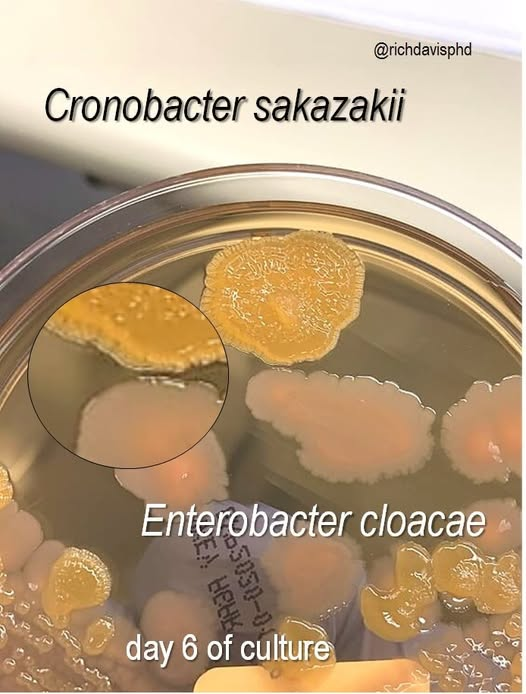 @richdavisphd
Cronobacter sakazakii
Enterobacter cloacae
day 6 of culture